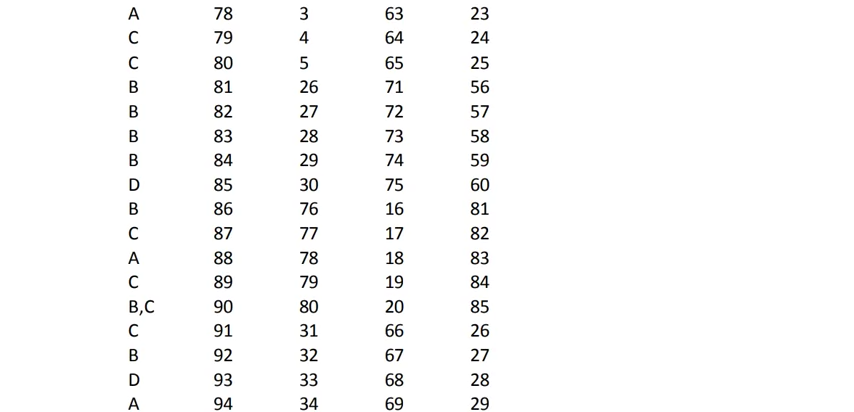 A 78 3 63 23
C 79 4 64 24
C 80 5 65 25
B 81 26 71 56
B 82 27 72 57
B 83 28 73 58
B 84 29 74 59
D 85 30 75 60
B 86 76 16 81
C 87 77 17 82
A 88 78 18 83
C 89 79 19 84
B,C 90 80 20 85
C 91 31 66 26
B 92 32 67 27
D 93 33 68 28
A 94 34 69 29